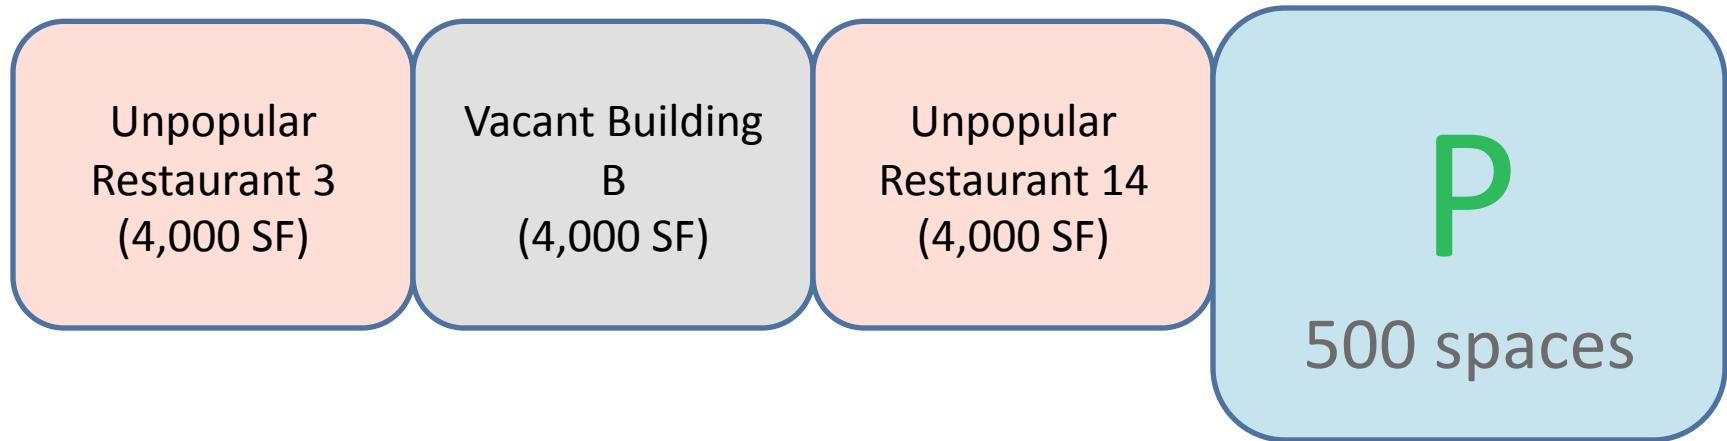 Unpopular
Restaurant 3
(4,000 SF)
Vacant Building
B
(4,000 SF)
Unpopular
Restaurant 14
(4,000 SF)
P
500 spaces